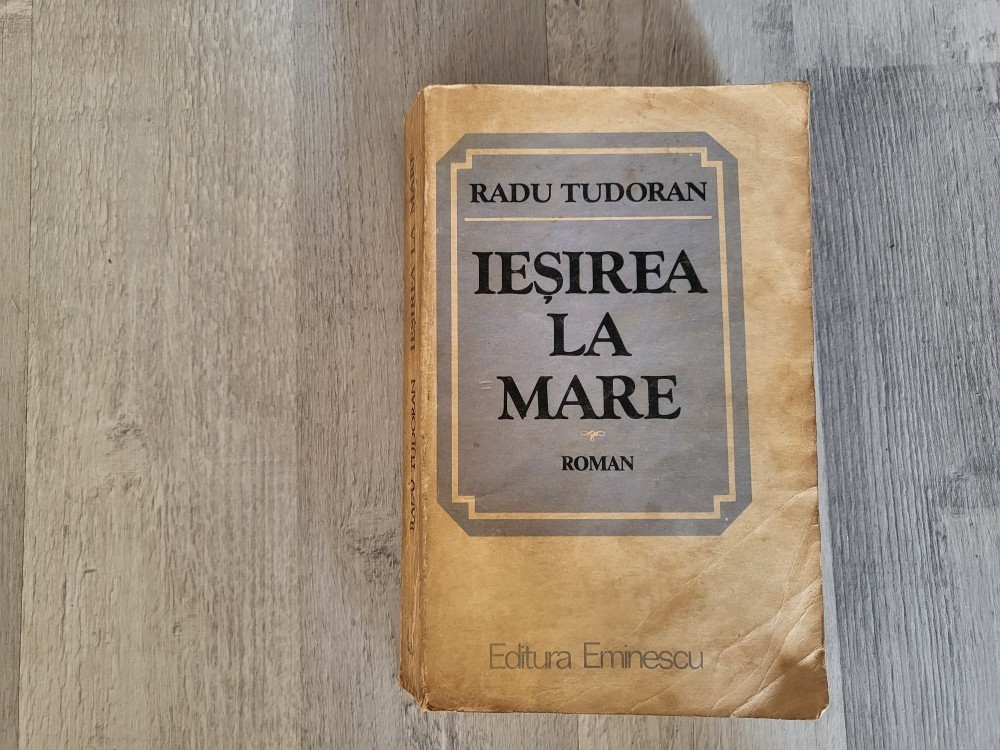 RADU TUDORAN
IEȘIREA
LA
MARE
ROMAN
Editura Eminescu
RADU TUDORAN IEȘIREA LA MARE